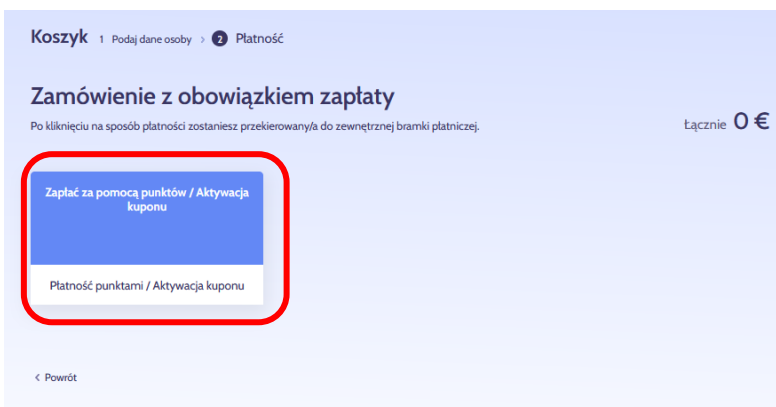 Koszyk 1 Podaj dane osoby > 2 Płatność
Zamówienie z obowiązkiem zapłaty
Po kliknięciu na sposób płatności zostaniesz przekierowany/a do zewnętrznej bramki płatniczej.
Łącznie 0 €
Zapłać za pomocą punktów / Aktywacja
kuponu
Płatność punktami / Aktywacja kuponu
< Powrót